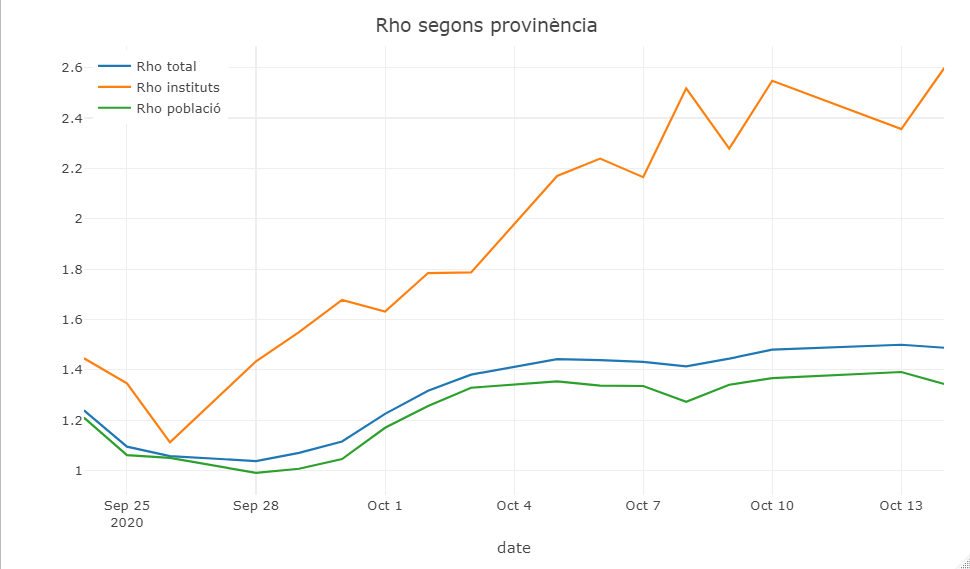 Rho segons provinència
Rho total
Rho instituts
Rho població
2.6
2.4
2.2
2
1.8
1.6
1.4
1.2
1
Sep 25
2020
Sep 28
Oct 1
Oct 4
Oct 7
Oct 10
Oct 13
date